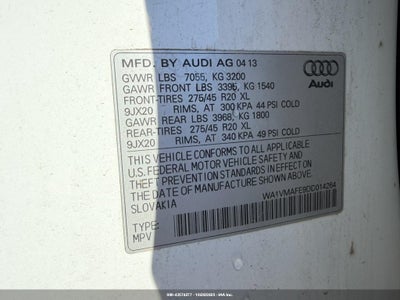 MFD. BY AUDI AG 04 13
GVWR LBS 7055, KG 3200
GAWR FRONT LBS 3395, KG 1540
FRONT-TIRES 275/45 R20 XL
9JX20 RIMS, AT 300 KPA 44 PSI COLD
GAWR REAR LBS 3968, KG 1800
REAR-TIRES 275/45 R20 XL
9JX20 RIMS, AT 340 KPA 49 PSI COLD
Audi
THIS VEHICLE CONFORMS TO ALL APPLICABLE
U.S. FEDERAL MOTOR VEHICLE SAFETY AND
THEFT PREVENTION STANDARDS IN EFFECT ON
THE DATE OF MANUFACTURE SHOWN ABOVE
SLOVAKIA
WA1VMAFE9DD014264
TYPE:
MPV